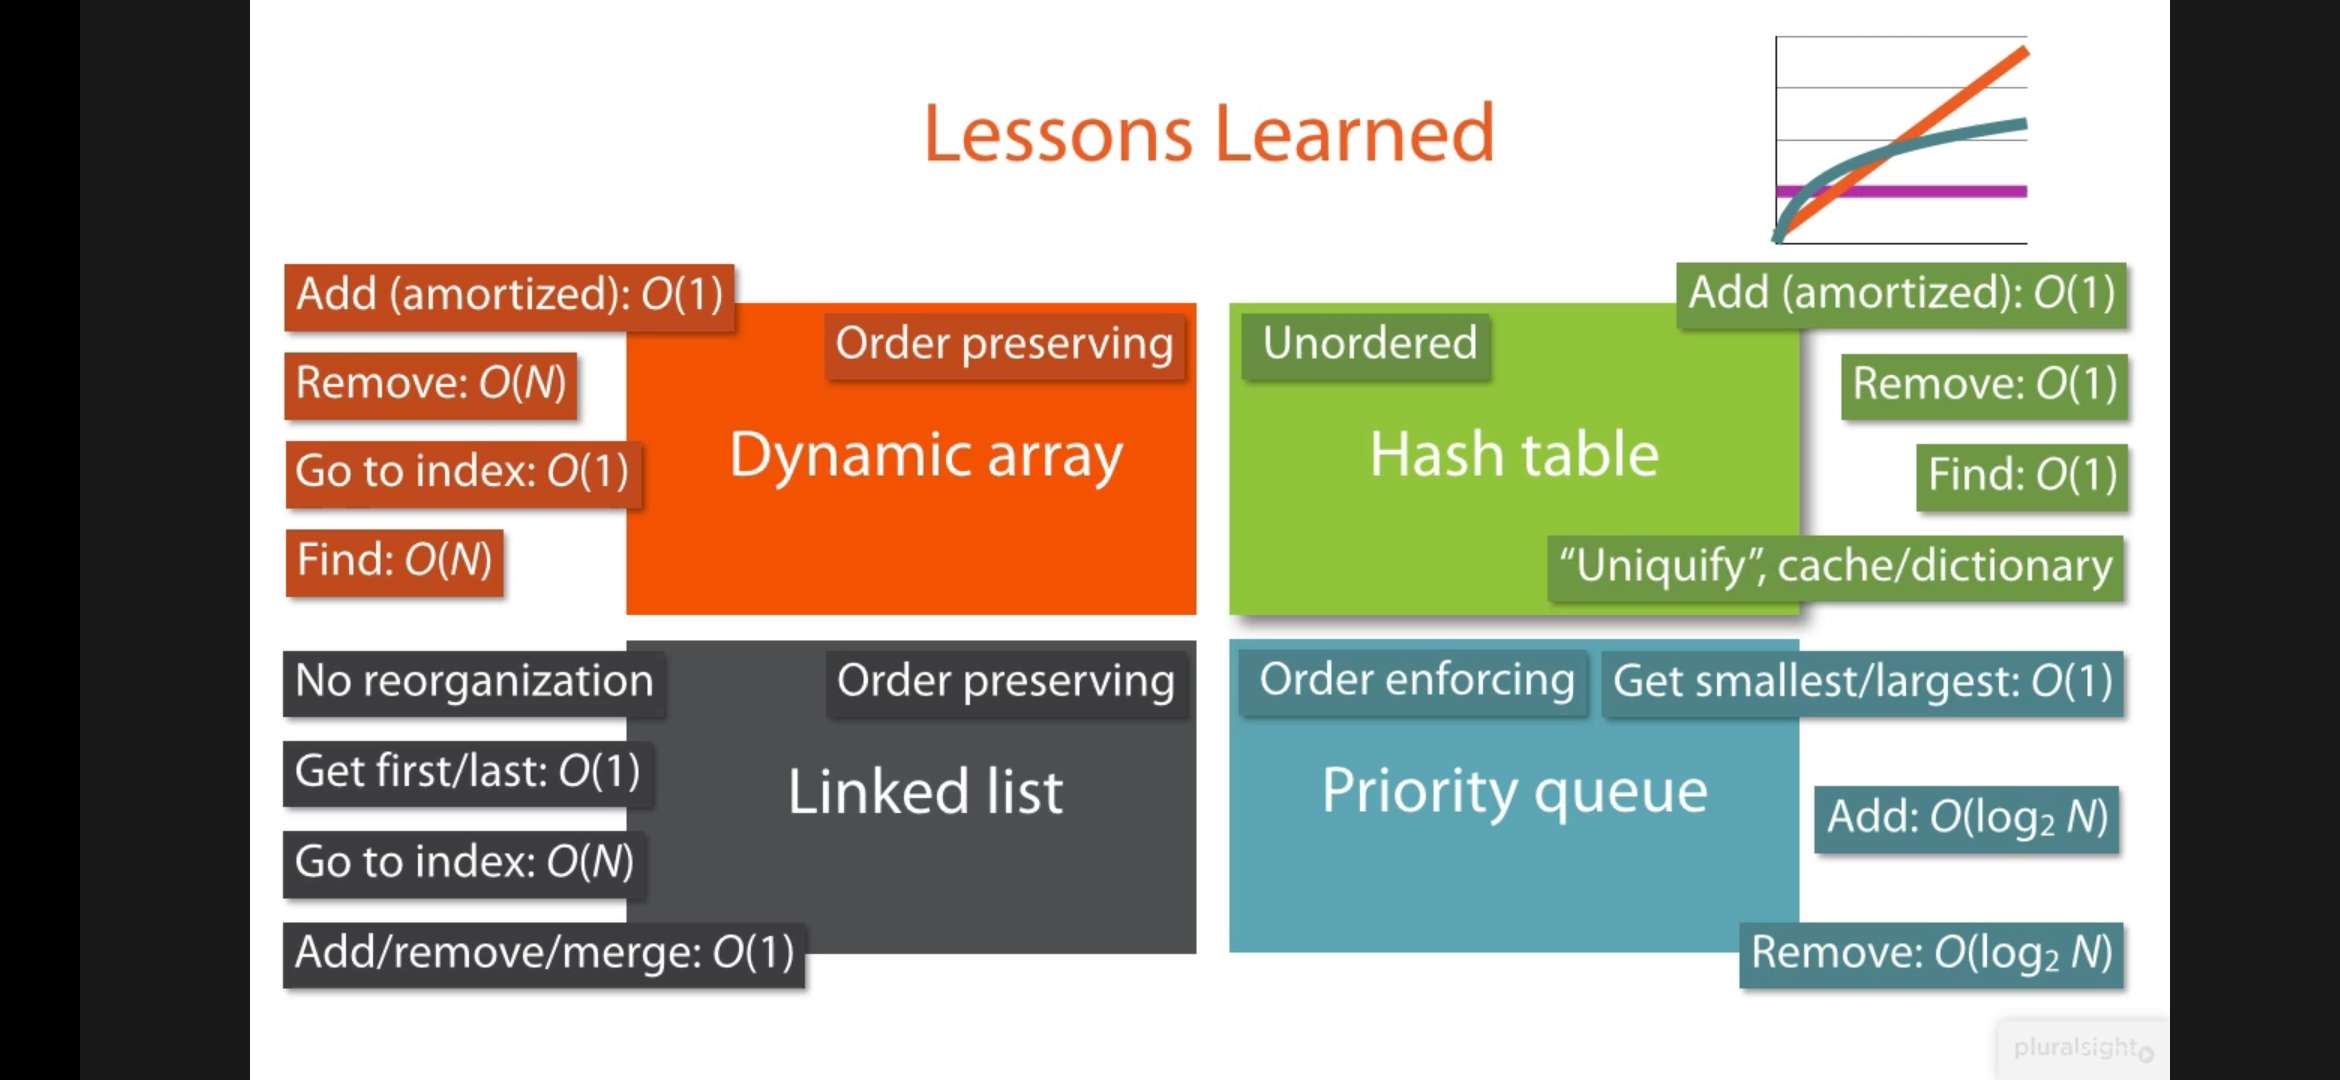 Lessons Learned
Add (amortized): O(1)
Remove: O(N)
Go to index: O(1)
Find: O(N)
Order preserving
Dynamic array
Unordered
Hash table
Add (amortized): O(1)
Remove: O(1)
Find: O(1)
“Uniquify”, cache/dictionary
No reorganization
Get first/last: O(1)
Go to index: O(N)
Add/remove/merge: O(1)
Order preserving
Linked list
Order enforcing
Get smallest/largest: O(1)
Priority queue
Add: O(log₂ N)
Remove: O(log₂ N)
pluralsight